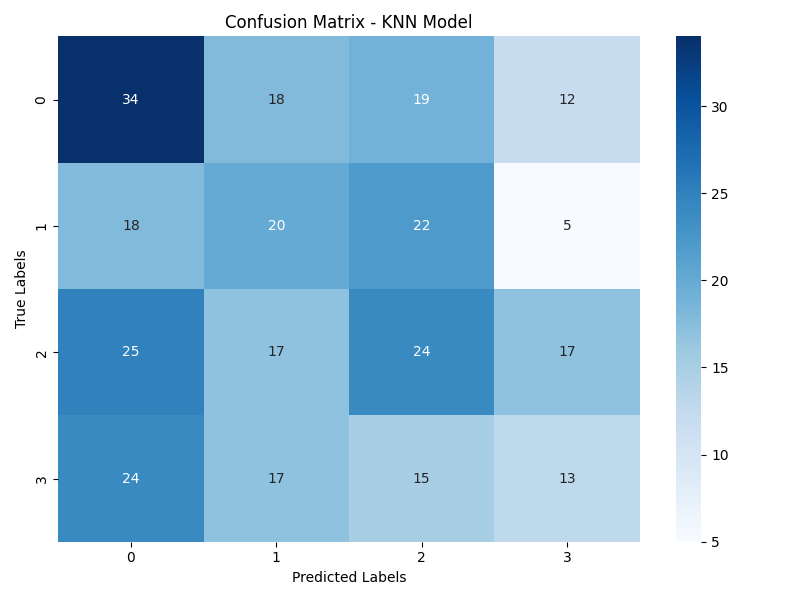 Confusion Matrix - KNN Model
0 34 18 19 12
1 18 20 22 5
2 25 17 24 17
3 24 17 15 13
0 1 2 3
True Labels
Predicted Labels
30
25
20
15
10
5